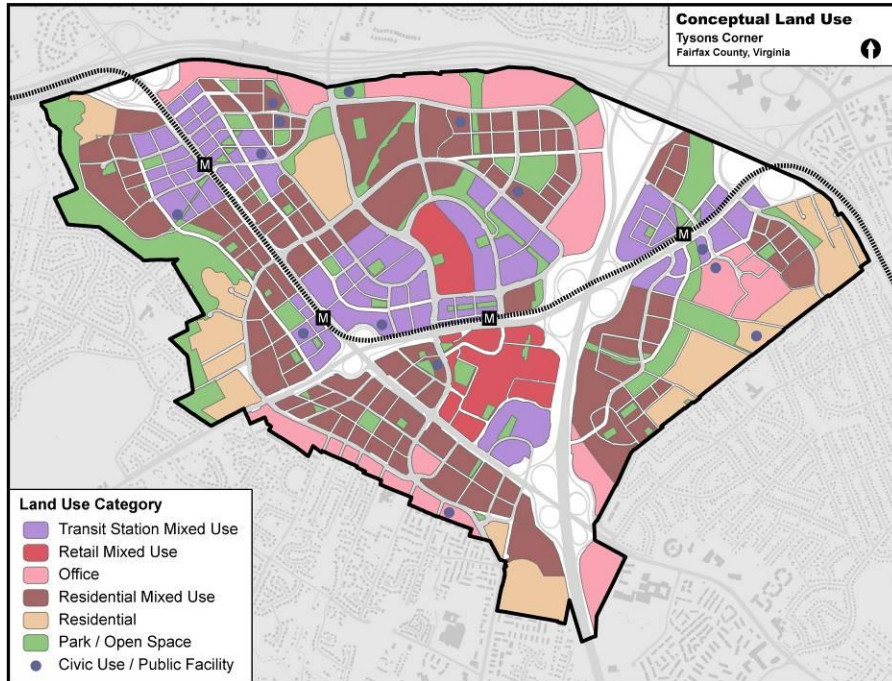 Conceptual Land Use
Tysons Corner
Fairfax County, Virginia
M
M
M
M
Land Use Category
Transit Station Mixed Use
Retail Mixed Use
Office
Residential Mixed Use
Residential
Park / Open Space
Civic Use / Public Facility